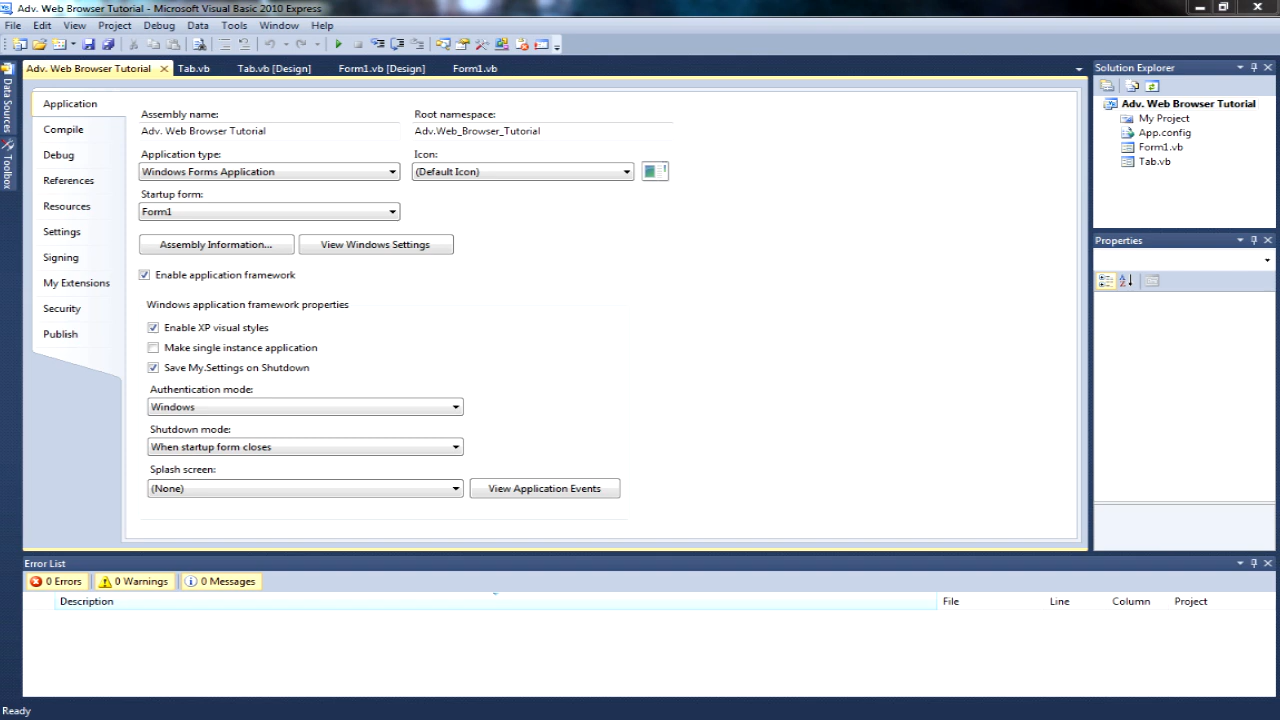 Adv. Web Browser Tutorial - Microsoft Visual Basic 2010 Express
File Edit View Project Debug Data Tools Window Help
Adv. Web Browser Tutorial Tab.vb Tab.vb [Design] Form1.vb [Design] Form1.vb
Data Sources
Toolbox
Application
Compile
Debug
References
Resources
Settings
Signing
My Extensions
Security
Publish
Assembly name: Root namespace:
Adv. Web Browser Tutorial Adv.Web_Browser_Tutorial
Application type: Icon:
Windows Forms Application (Default Icon)
Startup form:
Form1
Assembly Information... View Windows Settings
Enable application framework
Windows application framework properties
Enable XP visual styles
Make single instance application
Save My.Settings on Shutdown
Authentication mode:
Windows
Shutdown mode:
When startup form closes
Splash screen:
(None) View Application Events
Solution Explorer
Adv. Web Browser Tutorial
My Project
App.config
Form1.vb
Tab.vb
Properties
Error List
0 Errors 0 Warnings 0 Messages
Description File Line Column Project
Ready